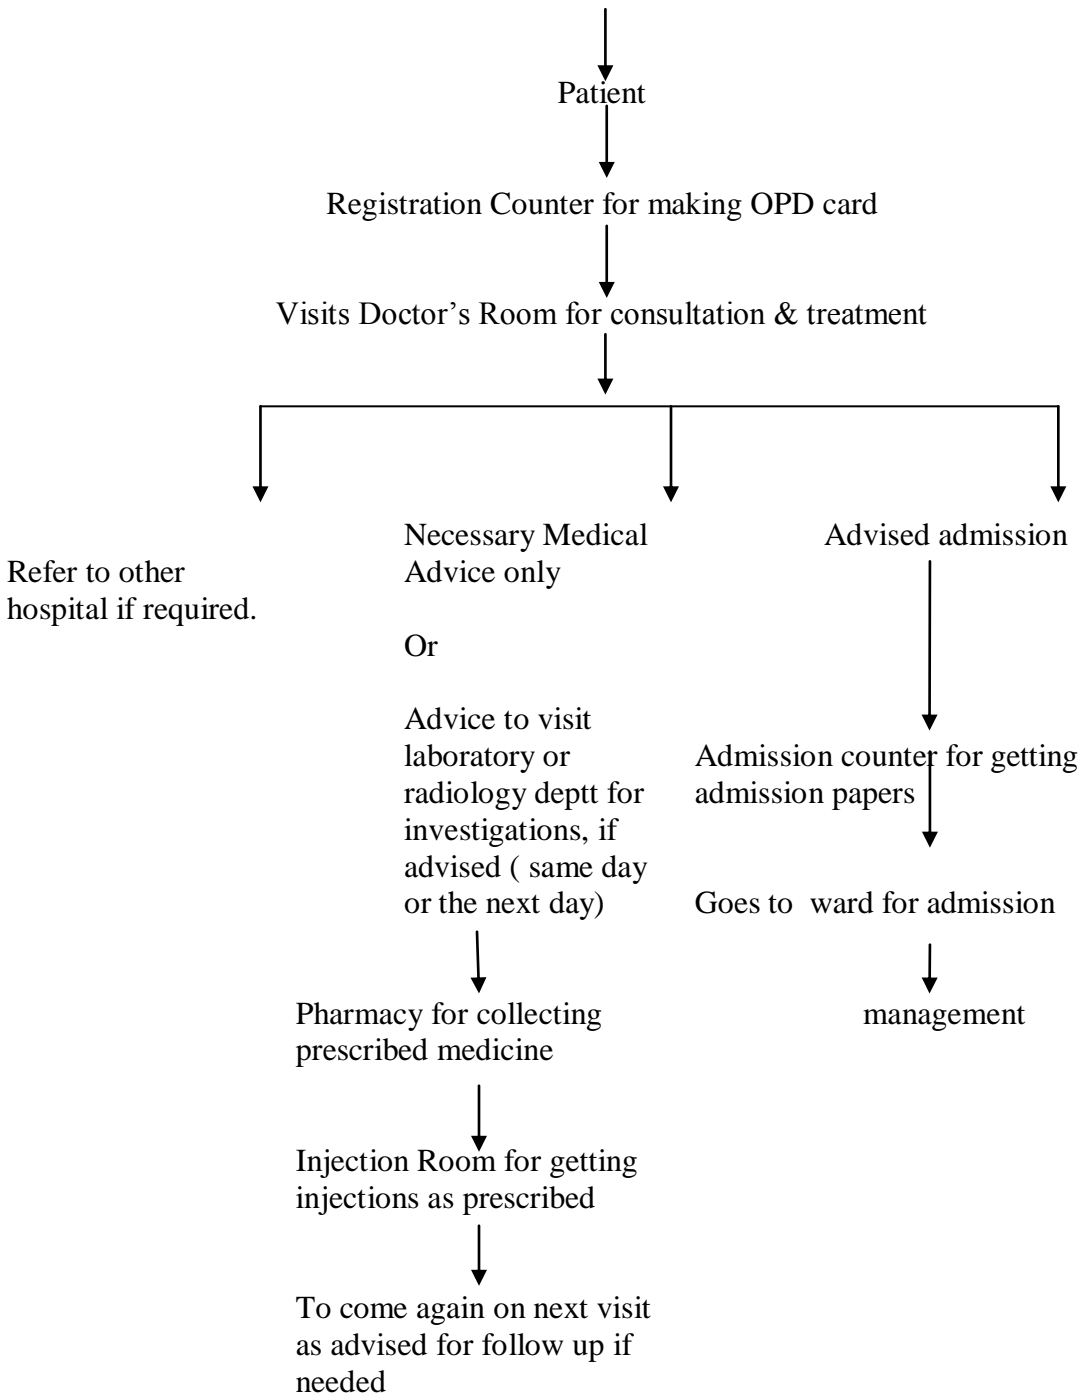 Patient
Registration Counter for making OPD card
Visits Doctor's Room for consultation & treatment
Refer to other
hospital if required.
Necessary Medical
Advice only
Or
Advice to visit
laboratory or
radiology deptt for
investigations, if
advised ( same day
or the next day)
Pharmacy for collecting
prescribed medicine
Injection Room for getting
injections as prescribed
To come again on next visit
as advised for follow up if
needed
Advised admission
Admission counter for getting
admission papers
Goes to  ward for admission
management